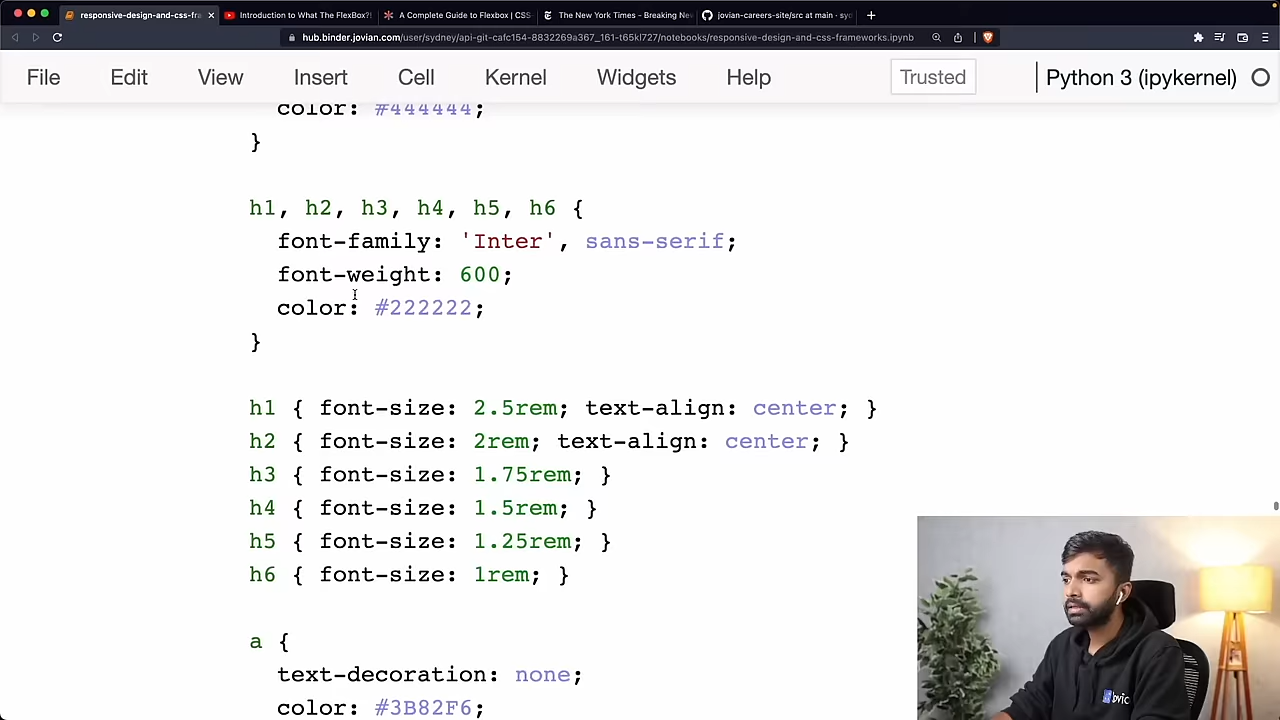 responsive-design-and-css-fra
Introduction to What The FlexBox?!
A Complete Guide to Flexbox | CSS
The New York Times - Breaking Nev
jovian-careers-site/src at main · syd
hub.binder.jovian.com/user/sydney/api-git-cafc154-8832269a367_161-t65kl727/notebooks/responsive-design-and-css-frameworks.ipynb
File Edit View Insert Cell Kernel Widgets Help Trusted Python 3 (ipykernel)
color: #444444;
}
h1, h2, h3, h4, h5, h6 {
font-family: 'Inter', sans-serif;
font-weight: 600;
color: #222222;
}
h1 { font-size: 2.5rem; text-align: center; }
h2 { font-size: 2rem; text-align: center; }
h3 { font-size: 1.75rem; }
h4 { font-size: 1.5rem; }
h5 { font-size: 1.25rem; }
h6 { font-size: 1rem; }
a {
text-decoration: none;
color: #3B82F6;